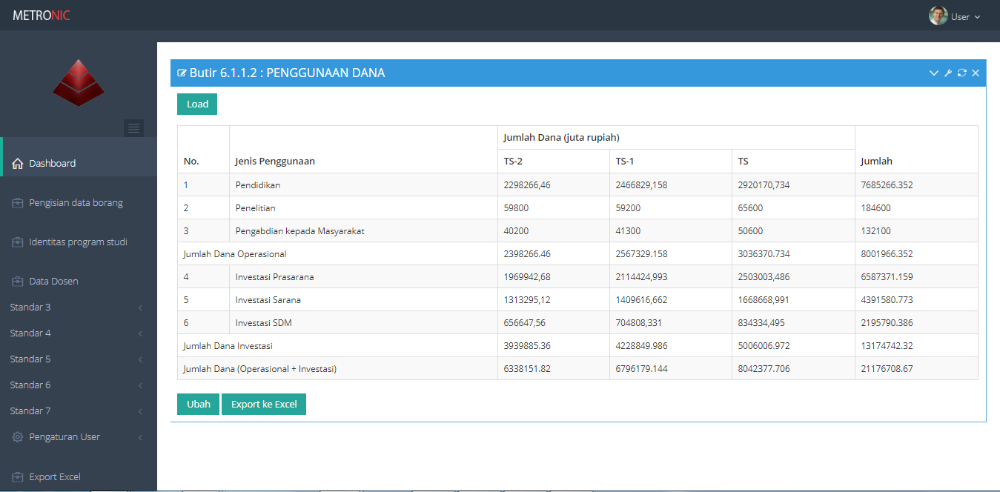 METRONIC
User
Dashboard
Pengisian data borang
Identitas program studi
Data Dosen
Standar 3
Standar 4
Standar 5
Standar 6
Standar 7
Pengaturan User
Export Excel
Butir 6.1.1.2 : PENGGUNAAN DANA
Load
No. Jenis Penggunaan Jumlah Dana (juta rupiah) Jumlah
TS-2 TS-1 TS
1 Pendidikan 2298266,46 2466829,158 2920170,734 7685266.352
2 Penelitian 59800 59200 65600 184600
3 Pengabdian kepada Masyarakat 40200 41300 50600 132100
Jumlah Dana Operasional 2398266.46 2567329.158 3036370.734 8001966.352
4 Investasi Prasarana 1969942,68 2114424,993 2503003,486 6587371.159
5 Investasi Sarana 1313295,12 1409616,662 1668668,991 4391580.773
6 Investasi SDM 656647,56 704808,331 834334,495 2195790.386
Jumlah Dana Investasi 3939885.36 4228849.986 5006006.972 13174742.32
Jumlah Dana (Operasional + Investasi) 6338151.82 6796179.144 8042377.706 21176708.67
Ubah
Export ke Excel